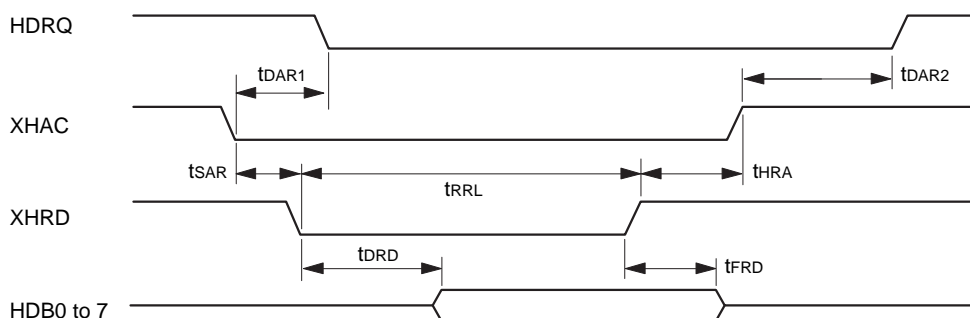 HDRQ
tDAR1
tDAR2
XHAC
tSAR
tRRL
tHRA
XHRD
tDRD
tFRD
HDB0 to 7